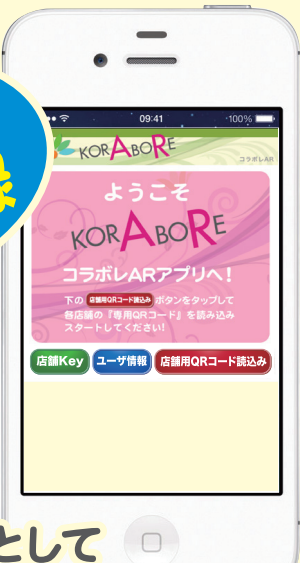 09:41
100%
KORABORE
コラボレAR
ようこそ
KORABORE
コラボレARアプリへ!
下の 店舗用QRコード読込み ボタンをタップして
各店舗の『専用QRコード』を読み込み
スタートしてください!
店舗Key ユーザ情報 店舗用QRコード読込み
として